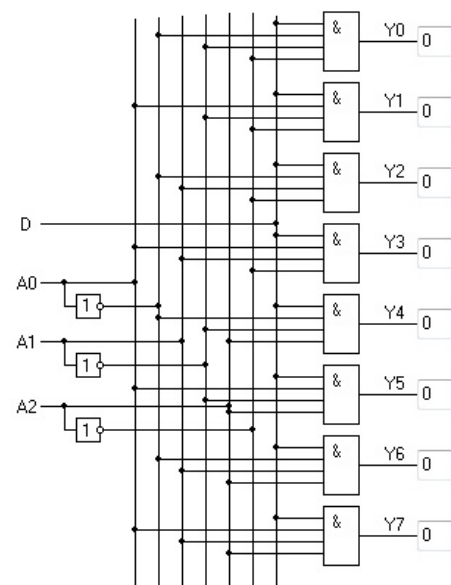 & Y0 0
& Y1 0
& Y2 0
D
& Y3 0
A0
1
& Y4 0
A1
1
& Y5 0
A2
1
& Y6 0
& Y7 0